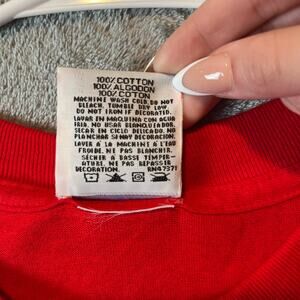 100% COTTON
100% ALGODON
100% COTON
MACHINE WASH COLD. DO NOT
BLEACH. TUMBLE DRY LOW
DO NOT IRON IF DECORATED.
LAVAR EN MAQUINA CON AGUA
FRIA. NO USAR BLANQUEADOR.
SECAR EN CICLO DELICADO. NO
PLANCHAR SI HAY DECORACION.
LAVER À LA MACHINE À L'EAU
FROIDE. NE PAS BLANCHIR.
SÉCHER À BASSE TEMPÉR-
ATURE. NE PAS REPASSER
DECORATION. RN47371